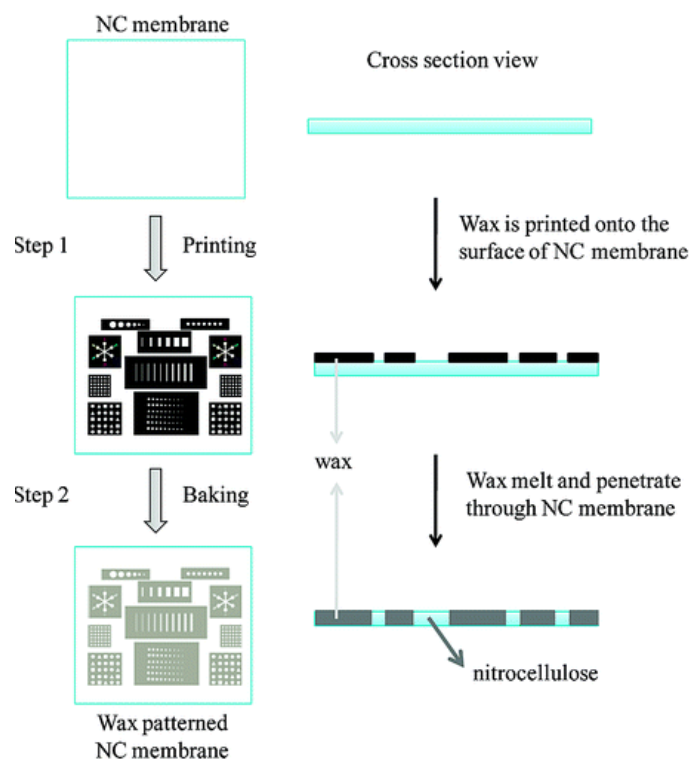 NC membrane
Cross section view
Step 1
Printing
Wax is printed onto the
surface of NC membrane
wax
Step 2
Baking
Wax melt and penetrate
through NC membrane
nitrocellulose
Wax patterned
NC membrane